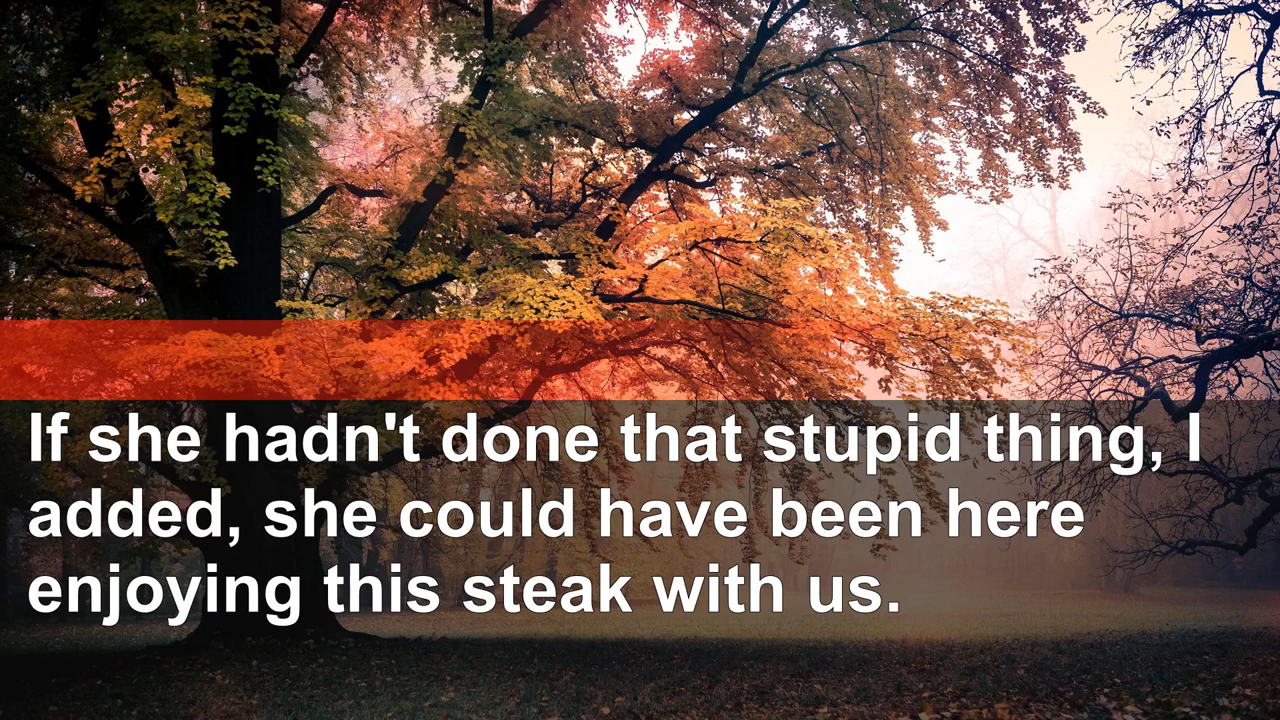 If she hadn't done that stupid thing, I
added, she could have been here
enjoying this steak with us.